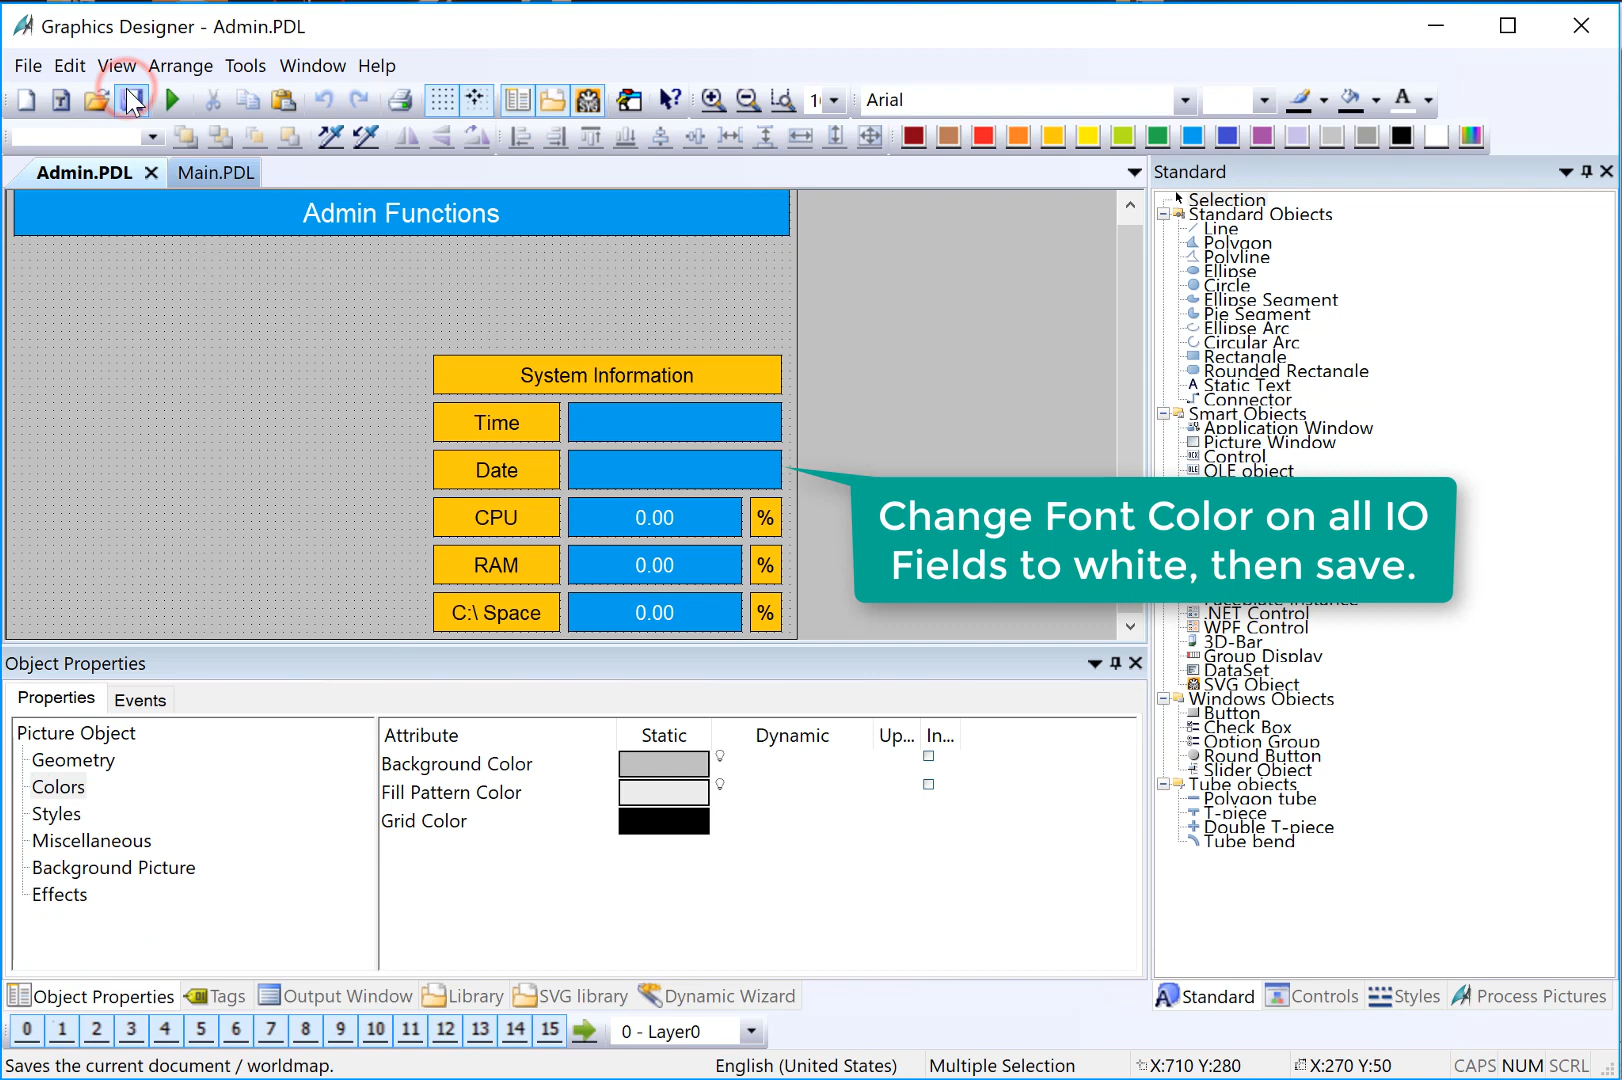 Graphics Designer - Admin.PDL
File Edit View Arrange Tools Window Help
Arial
Admin.PDL Main.PDL
Standard
Admin Functions
System Information
Time
Date
CPU 0.00 %
RAM 0.00 %
C:\ Space 0.00 %
Change Font Color on all IO
Fields to white, then save.
Selection
Standard Objects
Line
Polygon
Polyline
Ellipse
Circle
Ellipse Segment
Pie Segment
Ellipse Arc
Circular Arc
Rectangle
Rounded Rectangle
Static Text
Connector
Smart Objects
Application Window
Picture Window
Control
OLE object
.NET Control
WPF Control
3D-Bar
Group Display
DataSet
SVG Object
Windows Objects
Button
Check Box
Option Group
Round Button
Slider Object
Tube objects
Polygon tube
T-piece
Double T-piece
Tube bend
Object Properties
Properties Events
Picture Object
Geometry
Colors
Styles
Miscellaneous
Background Picture
Effects
Attribute Static Dynamic Up... In...
Background Color
Fill Pattern Color
Grid Color
Object Properties Tags Output Window Library SVG library Dynamic Wizard
Standard Controls Styles Process Pictures
0 1 2 3 4 5 6 7 8 9 10 11 12 13 14 15 0 - Layer0
Saves the current document / worldmap. English (United States) Multiple Selection X:710 Y:280 X:270 Y:50 CAPS NUM SCRL